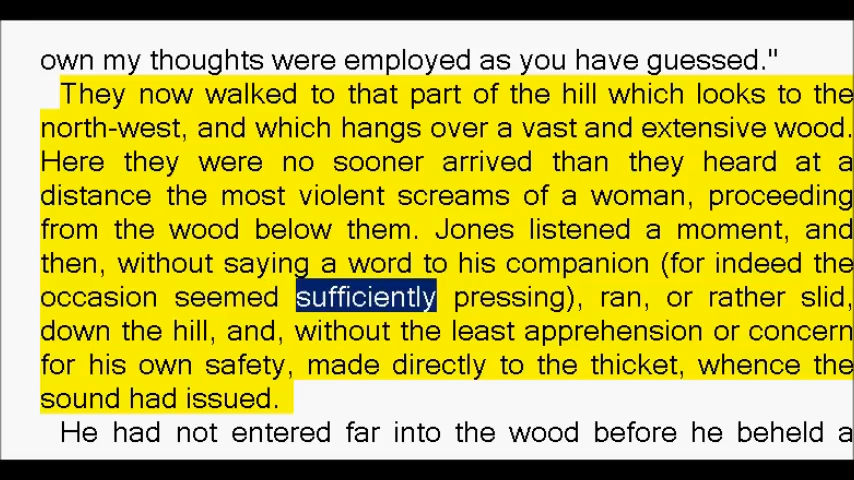 own my thoughts were employed as you have guessed."
They now walked to that part of the hill which looks to the
north-west, and which hangs over a vast and extensive wood.
Here they were no sooner arrived than they heard at a
distance the most violent screams of a woman, proceeding
from the wood below them. Jones listened a moment, and
then, without saying a word to his companion (for indeed the
occasion seemed sufficiently pressing), ran, or rather slid,
down the hill, and, without the least apprehension or concern
for his own safety, made directly to the thicket, whence the
sound had issued.
He had not entered far into the wood before he beheld a